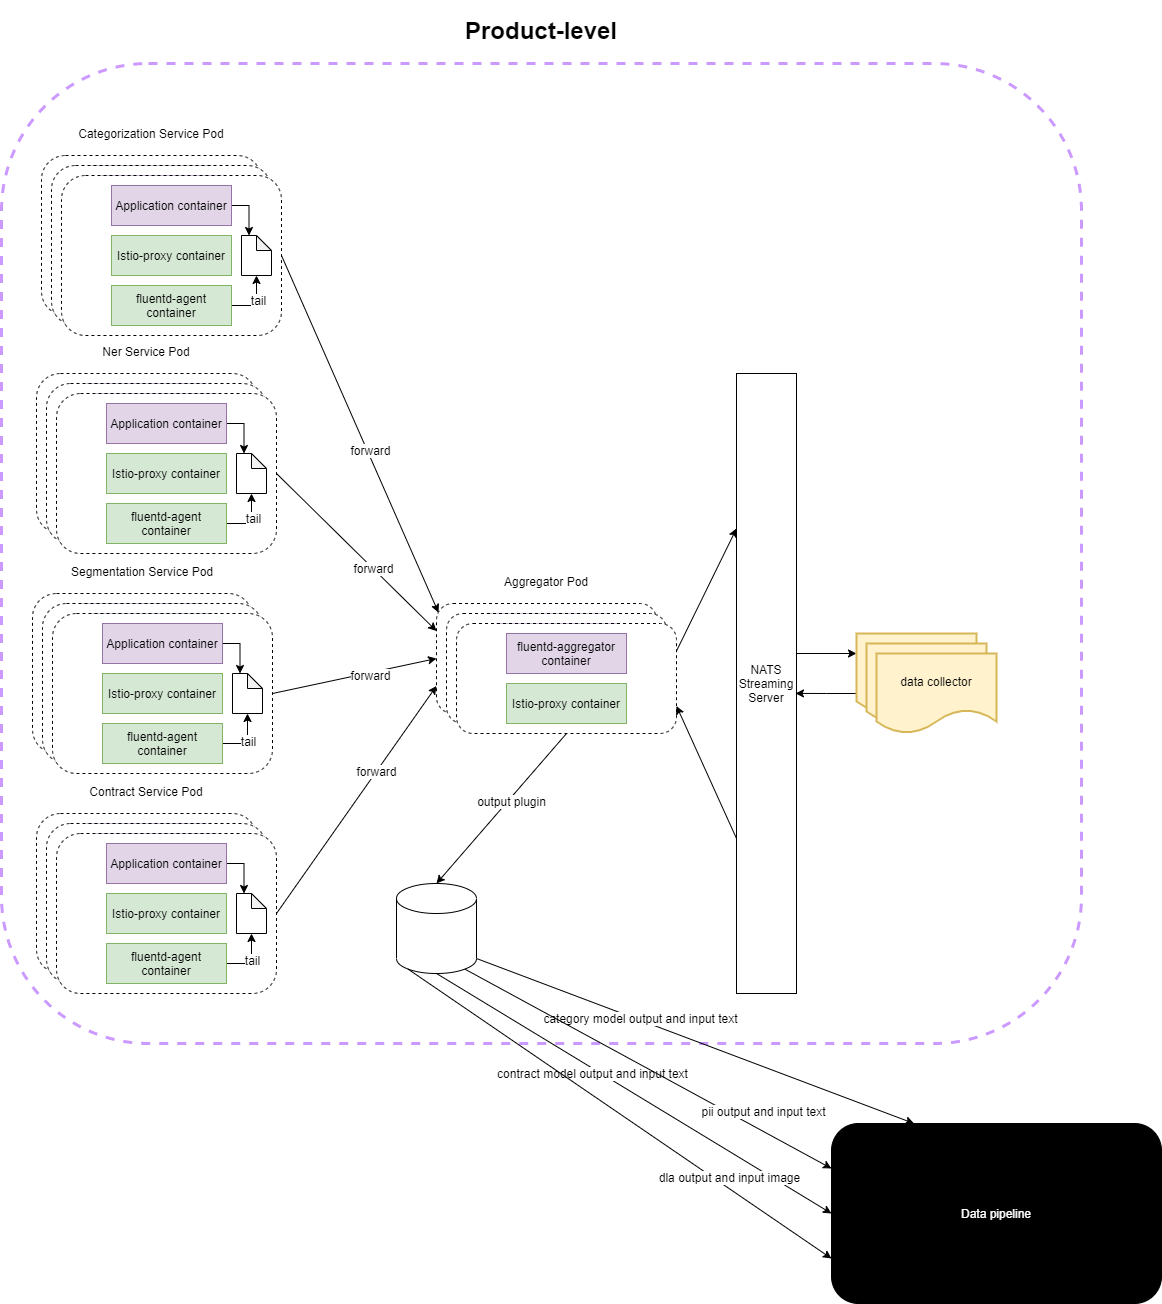 Product-level
Categorization Service Pod
Application container
Istio-proxy container
fluentd-agent
container
tail
Ner Service Pod
Application container
Istio-proxy container
fluentd-agent
container
tail
Segmentation Service Pod
Application container
Istio-proxy container
fluentd-agent
container
tail
Contract Service Pod
Application container
Istio-proxy container
fluentd-agent
container
tail
forward
forward
forward
forward
Aggregator Pod
fluentd-aggregator
container
Istio-proxy container
output plugin
NATS
Streaming
Server
data collector
category model output and input text
contract model output and input text
pii output and input text
dla output and input image
Data pipeline